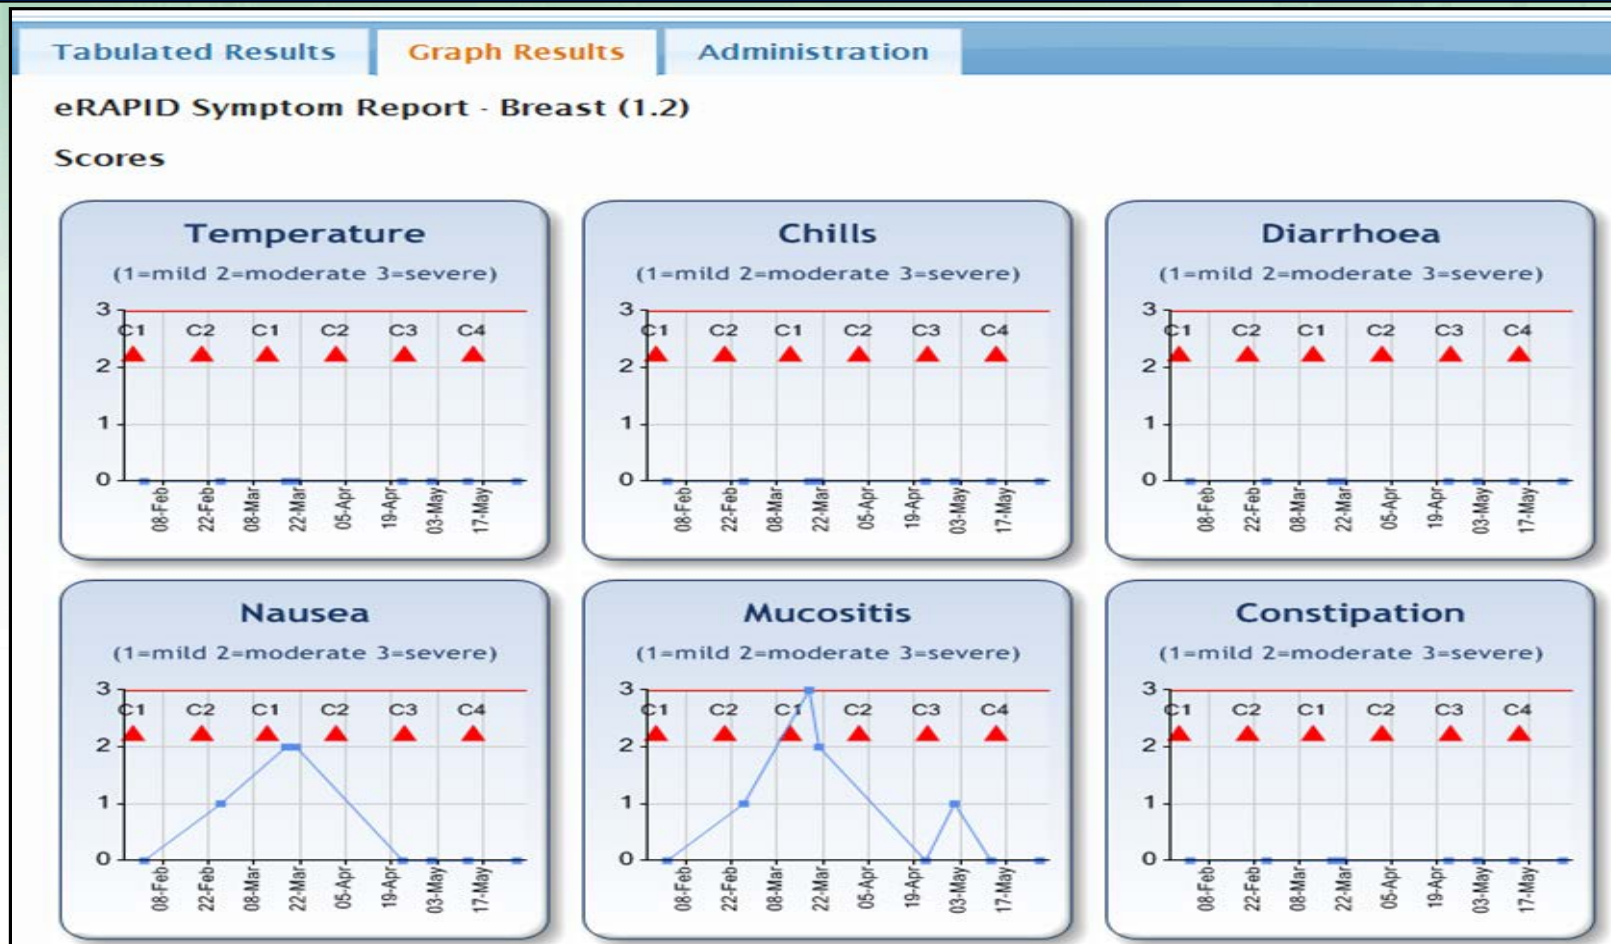 Tabulated Results Graph Results Administration
eRAPID Symptom Report - Breast (1.2)
Scores
Temperature
(1=mild 2=moderate 3=severe)
3
C1 C2 C1 C2 C3 C4
2
1
0
08-Feb 22-Feb 08-Mar 22-Mar 05-Apr 19-Apr 03-May 17-May
Chills
(1=mild 2=moderate 3=severe)
3
C1 C2 C1 C2 C3 C4
2
1
0
08-Feb 22-Feb 08-Mar 22-Mar 05-Apr 19-Apr 03-May 17-May
Diarrhoea
(1=mild 2=moderate 3=severe)
3
C1 C2 C1 C2 C3 C4
2
1
0
08-Feb 22-Feb 08-Mar 22-Mar 05-Apr 19-Apr 03-May 17-May
Nausea
(1=mild 2=moderate 3=severe)
3
C1 C2 C1 C2 C3 C4
2
1
0
08-Feb 22-Feb 08-Mar 22-Mar 05-Apr 19-Apr 03-May 17-May
Mucositis
(1=mild 2=moderate 3=severe)
3
C1 C2 C1 C2 C3 C4
2
1
0
08-Feb 22-Feb 08-Mar 22-Mar 05-Apr 19-Apr 03-May 17-May
Constipation
(1=mild 2=moderate 3=severe)
3
C1 C2 C1 C2 C3 C4
2
1
0
08-Feb 22-Feb 08-Mar 22-Mar 05-Apr 19-Apr 03-May 17-May